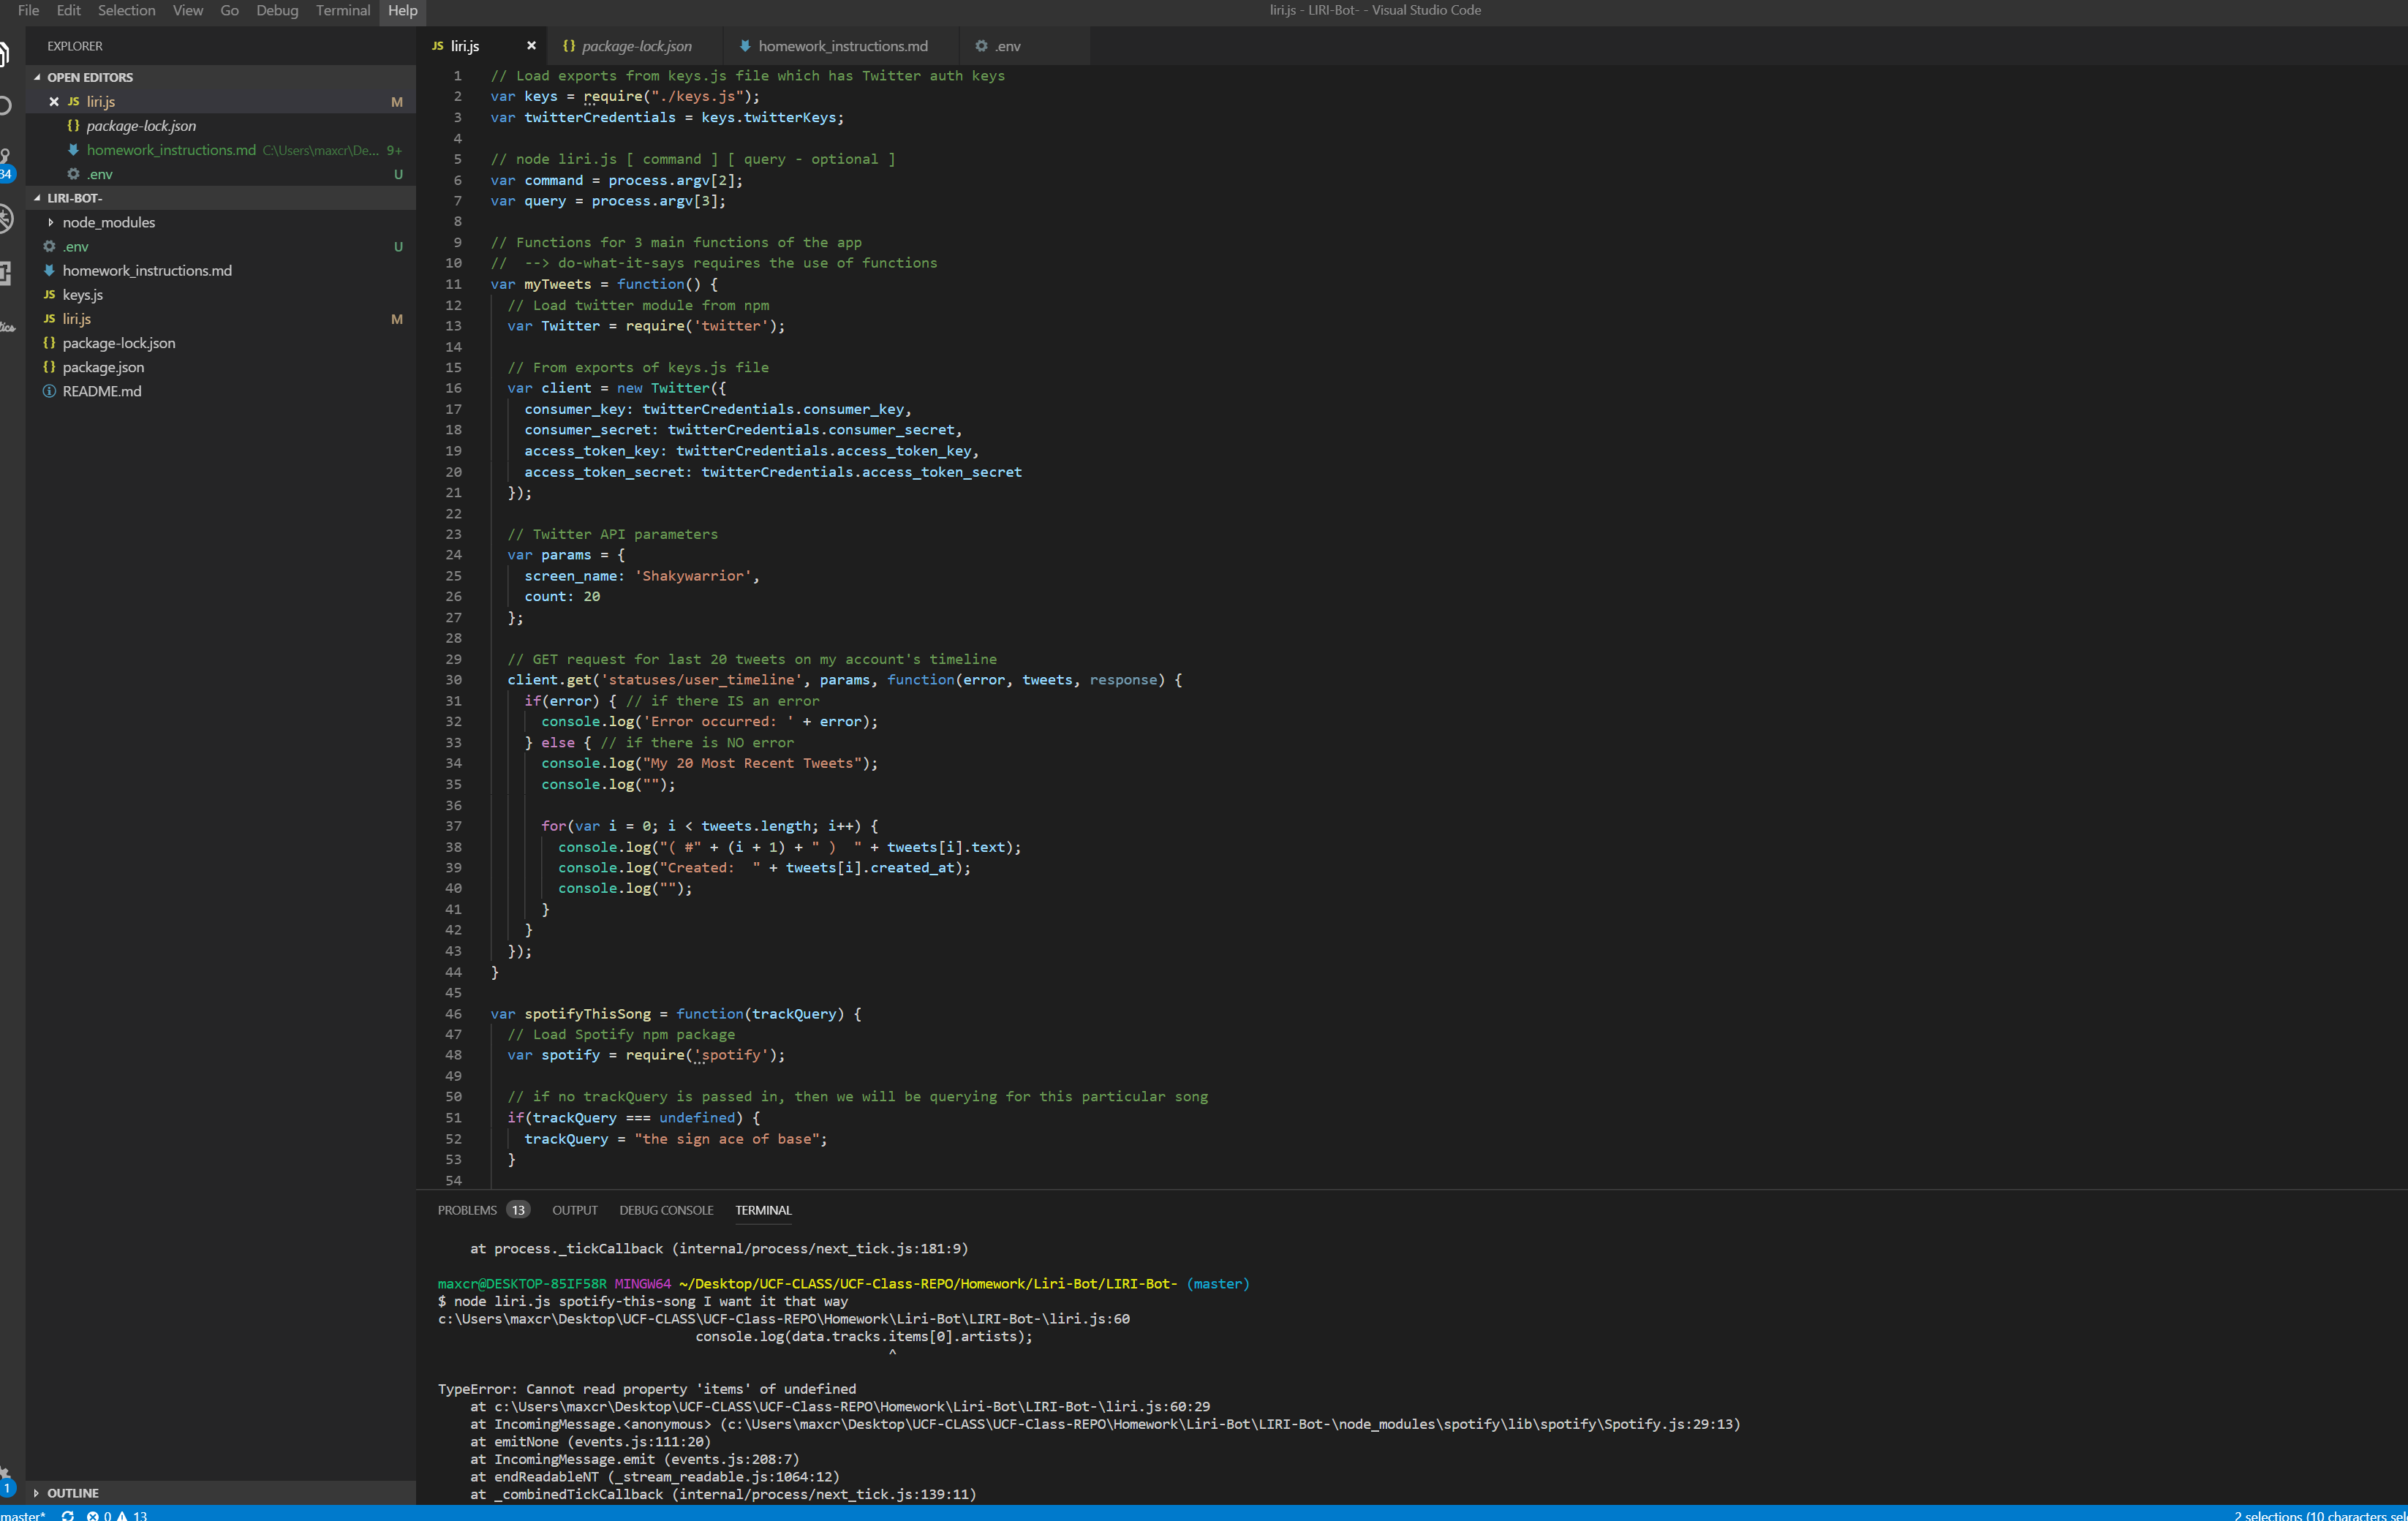 File Edit Selection View Go Debug Terminal Help
liri.js - LIRI-Bot- - Visual Studio Code
EXPLORER
OPEN EDITORS
JS liri.js M
{} package-lock.json
homework_instructions.md C:\Users\maxcr\De... 9+
.env U
34
LIRI-BOT-
node_modules
.env U
homework_instructions.md
JS keys.js
JS liri.js M
{} package-lock.json
{} package.json
README.md
OUTLINE
1
JS liri.js {} package-lock.json homework_instructions.md .env
1 // Load exports from keys.js file which has Twitter auth keys
2 var keys = require("./keys.js");
3 var twitterCredentials = keys.twitterKeys;
4
5 // node liri.js [ command ] [ query - optional ]
6 var command = process.argv[2];
7 var query = process.argv[3];
8
9 // Functions for 3 main functions of the app
10 //  --> do-what-it-says requires the use of functions
11 var myTweets = function() {
12   // Load twitter module from npm
13   var Twitter = require('twitter');
14
15   // From exports of keys.js file
16   var client = new Twitter({
17     consumer_key: twitterCredentials.consumer_key,
18     consumer_secret: twitterCredentials.consumer_secret,
19     access_token_key: twitterCredentials.access_token_key,
20     access_token_secret: twitterCredentials.access_token_secret
21   });
22
23   // Twitter API parameters
24   var params = {
25     screen_name: 'Shakywarrior',
26     count: 20
27   };
28
29   // GET request for last 20 tweets on my account's timeline
30   client.get('statuses/user_timeline', params, function(error, tweets, response) {
31     if(error) { // if there IS an error
32       console.log('Error occurred: ' + error);
33     } else { // if there is NO error
34       console.log("My 20 Most Recent Tweets");
35       console.log("");
36
37       for(var i = 0; i < tweets.length; i++) {
38         console.log("( #" + (i + 1) + " )  " + tweets[i].text);
39         console.log("Created:  " + tweets[i].created_at);
40         console.log("");
41       }
42     }
43   });
44 }
45
46 var spotifyThisSong = function(trackQuery) {
47   // Load Spotify npm package
48   var spotify = require('spotify');
49
50   // if no trackQuery is passed in, then we will be querying for this particular song
51   if(trackQuery === undefined) {
52     trackQuery = "the sign ace of base";
53   }
54
PROBLEMS 13 OUTPUT DEBUG CONSOLE TERMINAL
    at process._tickCallback (internal/process/next_tick.js:181:9)
maxcr@DESKTOP-85IF58R MINGW64 ~/Desktop/UCF-CLASS/UCF-Class-REPO/Homework/Liri-Bot/LIRI-Bot- (master)
$ node liri.js spotify-this-song I want it that way
c:\Users\maxcr\Desktop\UCF-CLASS\UCF-Class-REPO\Homework\Liri-Bot\LIRI-Bot-\liri.js:60
console.log(data.tracks.items[0].artists);
^
TypeError: Cannot read property 'items' of undefined
    at c:\Users\maxcr\Desktop\UCF-CLASS\UCF-Class-REPO\Homework\Liri-Bot\LIRI-Bot-\liri.js:60:29
    at IncomingMessage.<anonymous> (c:\Users\maxcr\Desktop\UCF-CLASS\UCF-Class-REPO\Homework\Liri-Bot\LIRI-Bot-\node_modules\spotify\lib\spotify\Spotify.js:29:13)
    at emitNone (events.js:111:20)
    at IncomingMessage.emit (events.js:208:7)
    at endReadableNT (_stream_readable.js:1064:12)
    at _combinedTickCallback (internal/process/next_tick.js:139:11)
master* 0 13
2 selections (10 characters sel